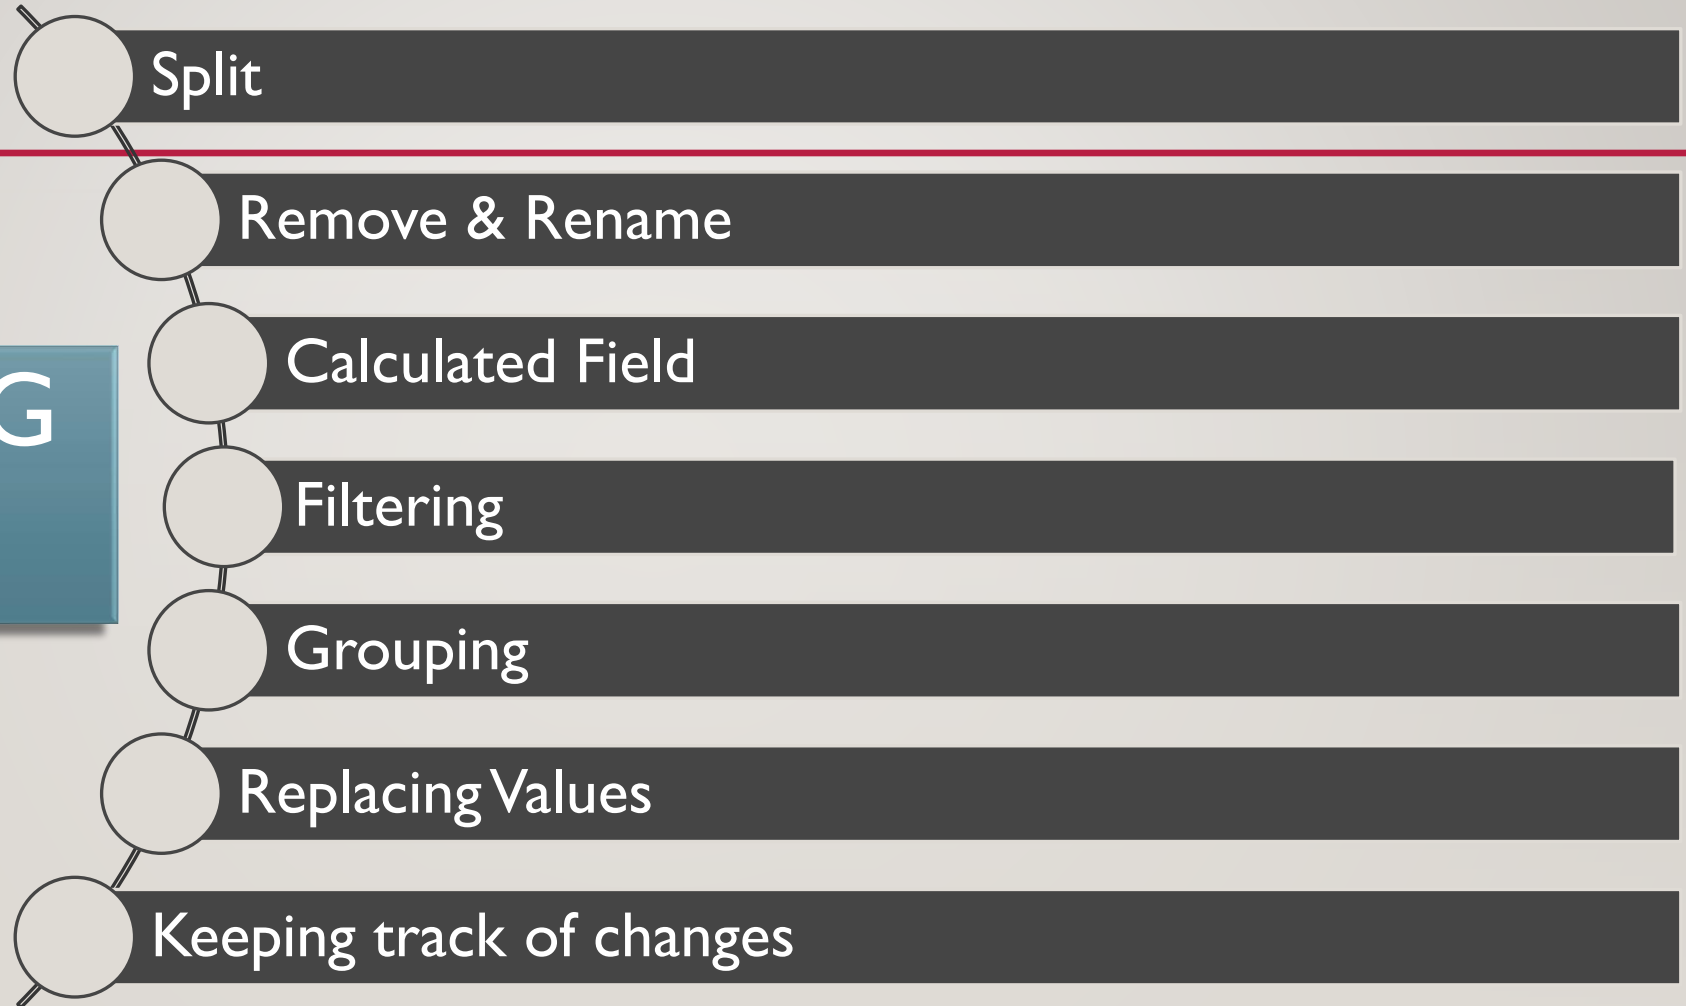 Split
Remove & Rename
Calculated Field
G
Filtering
Grouping
Replacing Values
Keeping track of changes